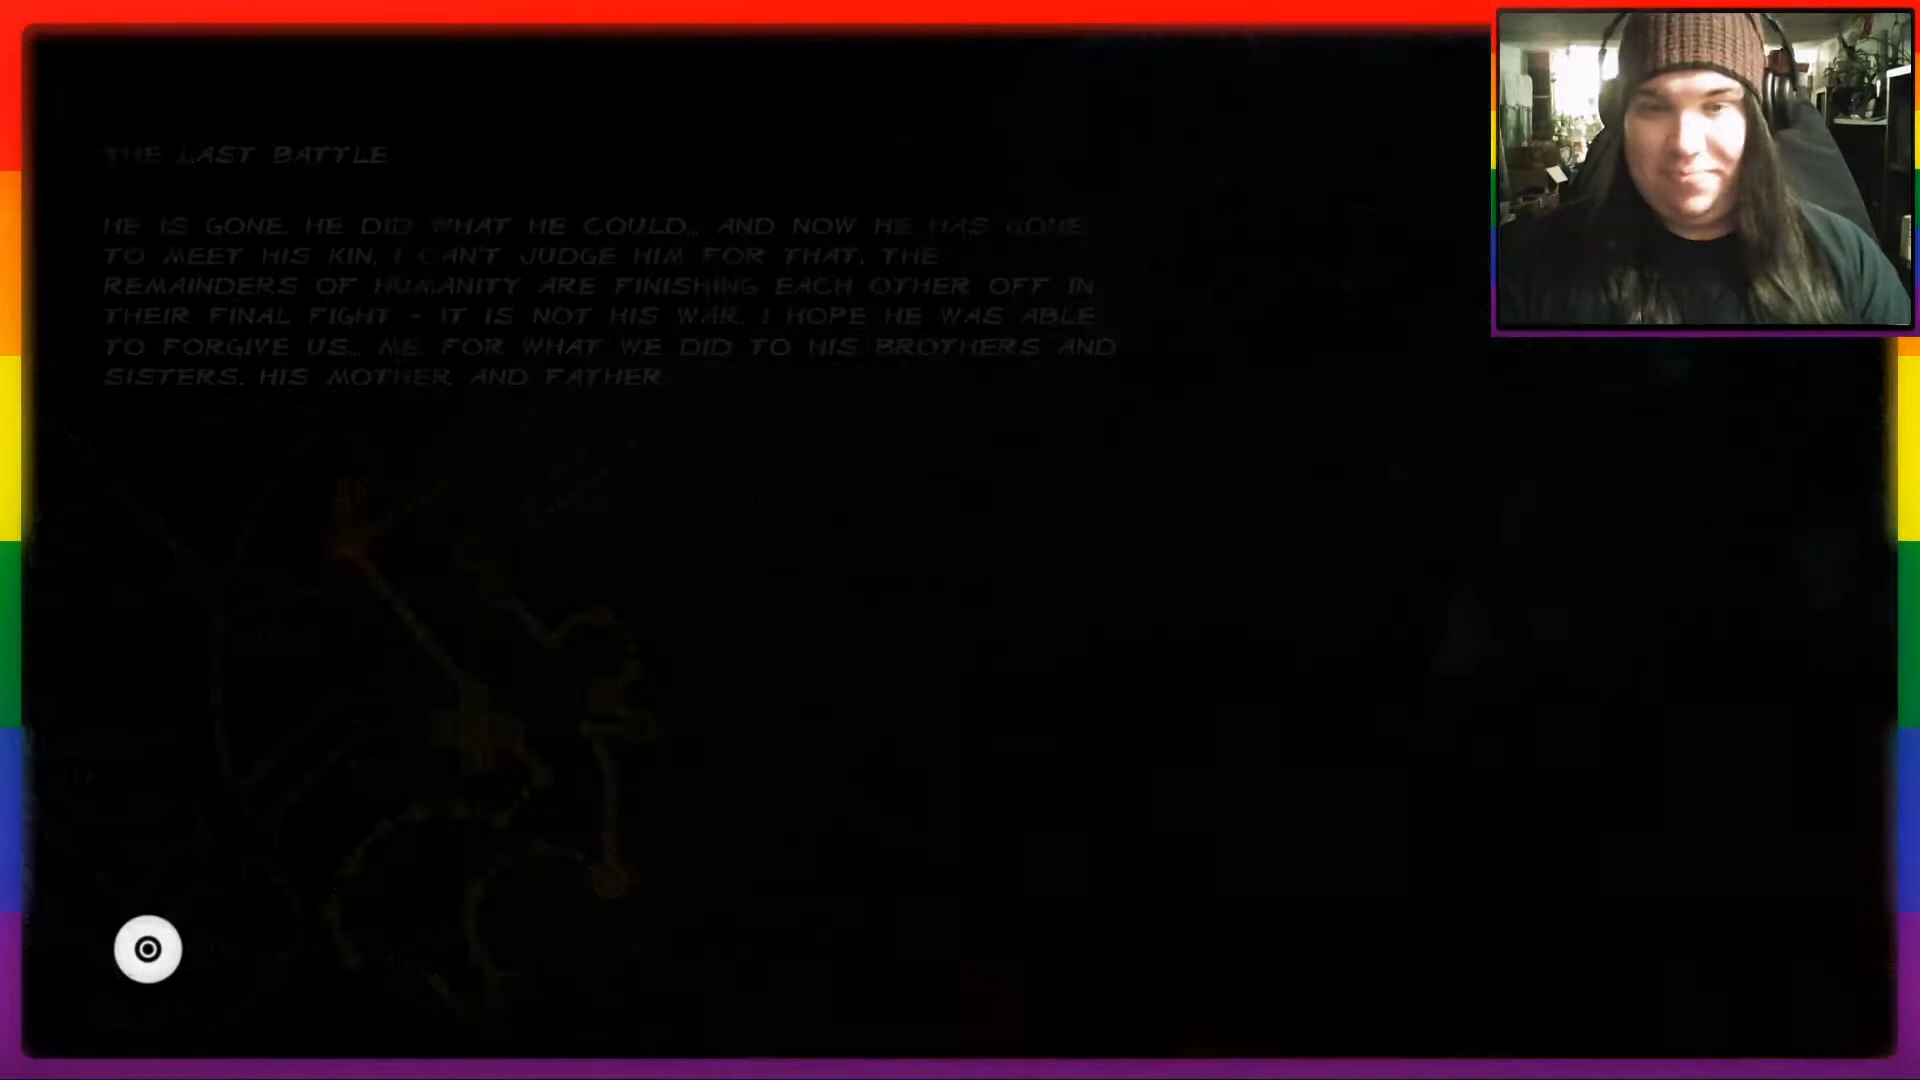 THE LAST BATTLE
HE IS GONE. HE DID WHAT HE COULD... AND NOW HE HAS GONE
TO MEET HIS KIN. I CAN'T JUDGE HIM FOR THAT. THE
REMAINDERS OF HUMANITY ARE FINISHING EACH OTHER OFF IN
THEIR FINAL FIGHT - IT IS NOT HIS WAR. I HOPE HE WAS ABLE
TO FORGIVE US... ME FOR WHAT WE DID TO HIS BROTHERS AND
SISTERS, HIS MOTHER AND FATHER.